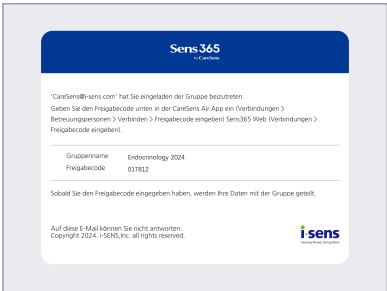 Sens365
by CareSens
'CareSens@i-sens.com' hat Sie eingeladen der Gruppe beizutreten.
Geben Sie den Freigabecode unten in der CareSens Air App ein (Verbindungen >
Betreuungspersonen > Verbinden > Freigabecode eingeben) Sens365 Web (Verbindungen >
Freigabecode eingeben).
Gruppenname Endocrinology 2024
Freigabecode 017812
Sobald Sie den Freigabecode eingegeben haben, werden Ihre Daten mit der Gruppe geteilt.
Auf diese E-Mail können Sie nicht antworten.
Copyright 2024. i-SENS,Inc. all rights reserved.
i-sens